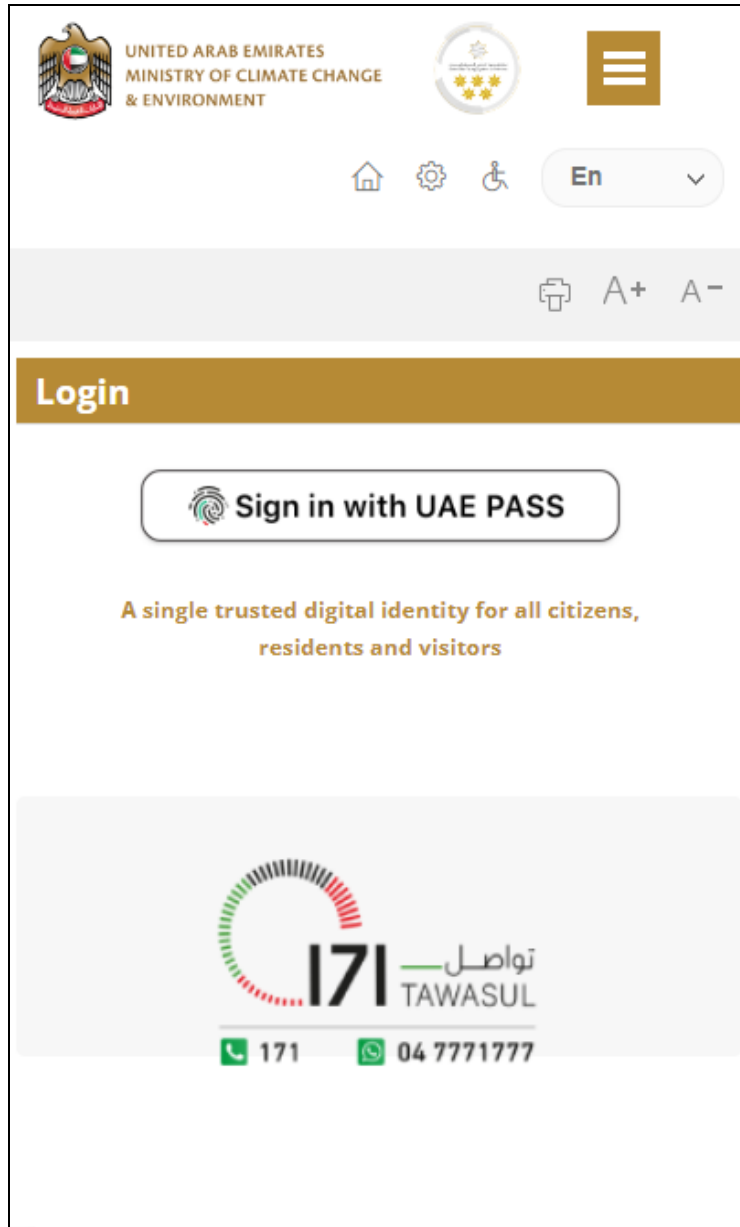 UNITED ARAB EMIRATES
MINISTRY OF CLIMATE CHANGE
& ENVIRONMENT
En
A+ A-
Login
Sign in with UAE PASS
A single trusted digital identity for all citizens,
residents and visitors
171
تواصل
TAWASUL
171 04 7771777